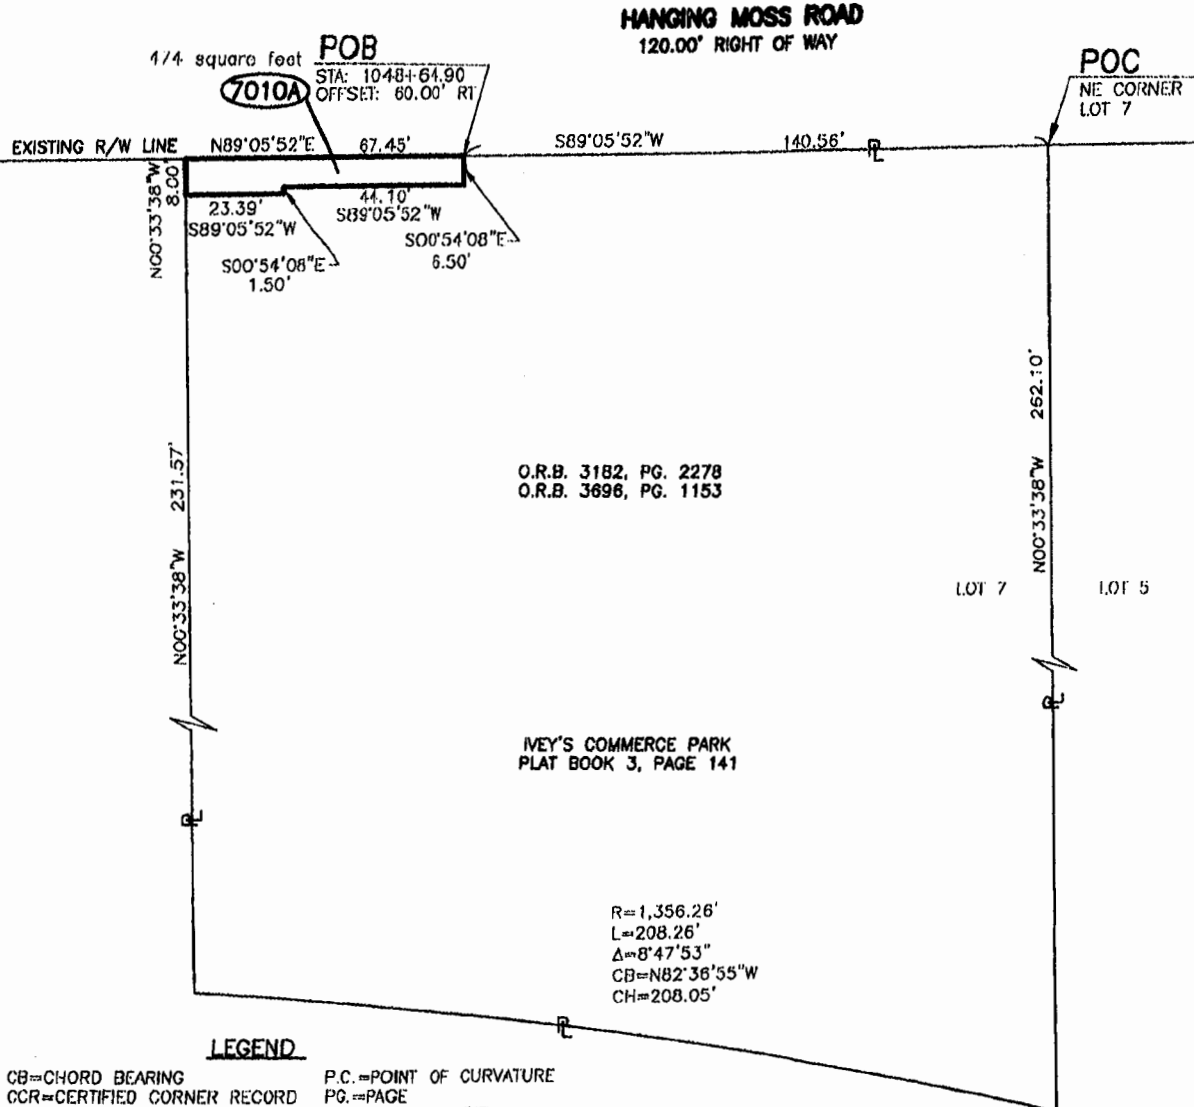 HANGING MOSS ROAD
120.00' RIGHT OF WAY
474 square feet
POB
STA: 1048+64.90
OFFSET: 60.00' RT
7010A
POC
NE CORNER
LOT 7
EXISTING R/W LINE
N89°05'52"E
67.45'
S89°05'52"W
140.56'
N00°33'38"W
8.00'
23.39'
S89°05'52"W
44.10'
S89°05'52"W
S00°54'08"E
6.50'
S00°54'08"E
1.50'
N00°33'38"W 262.10'
N00°33'38"W 231.57'
O.R.B. 3182, PG. 2278
O.R.B. 3696, PG. 1153
LOT 7
LOT 5
IVEY'S COMMERCE PARK
PLAT BOOK 3, PAGE 141
R=1,356.26'
L=208.26'
Δ=8°47'53"
CB=N82°36'55"W
CH=208.05'
PL
PL
PL
PL
LEGEND
CB=CHORD BEARING
P.C.=POINT OF CURVATURE
CCR=CERTIFIED CORNER RECORD
PG.=PAGE